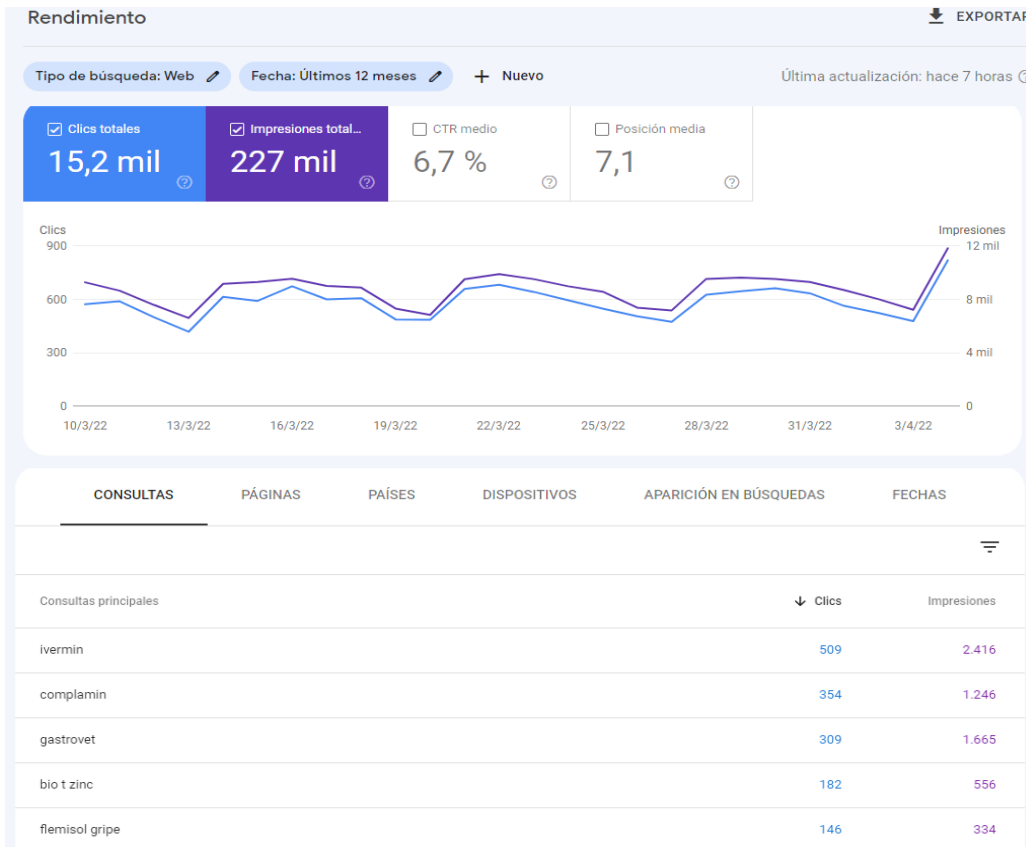 Rendimiento
EXPORTAR
Tipo de búsqueda: Web
Fecha: Últimos 12 meses
+ Nuevo
Última actualización: hace 7 horas
Clics totales
Impresiones total...
CTR medio
Posición media
15,2 mil
227 mil
6,7 %
7,1
Clics
Impresiones
900
12 mil
600
8 mil
300
4 mil
0
0
10/3/22
13/3/22
16/3/22
19/3/22
22/3/22
25/3/22
28/3/22
31/3/22
3/4/22
CONSULTAS
PÁGINAS
PAÍSES
DISPOSITIVOS
APARICIÓN EN BÚSQUEDAS
FECHAS
Consultas principales
Clics
Impresiones
ivermin
509
2.416
complamin
354
1.246
gastrovet
309
1.665
bio t zinc
182
556
flemisol gripe
146
334